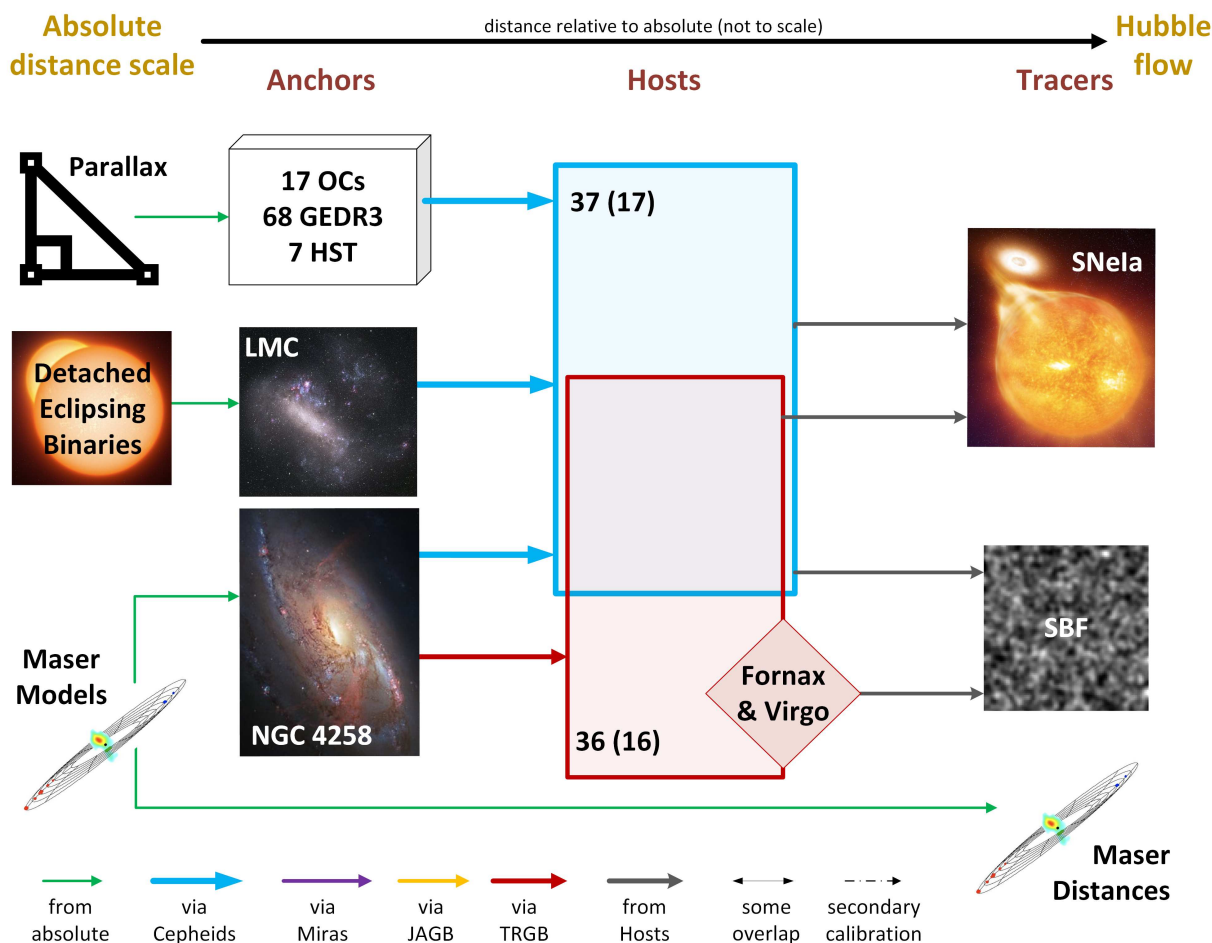 Absolute
distance scale
distance relative to absolute (not to scale)
Hubble
flow
Anchors
Hosts
Tracers
Parallax
17 OCs
68 GEDR3
7 HST
37 (17)
SNeIa
Detached
Eclipsing
Binaries
LMC
Maser
Models
NGC 4258
Fornax
& Virgo
36 (16)
SBF
Maser
Distances
from
absolute
via
Cepheids
via
Miras
via
JAGB
via
TRGB
from
Hosts
some
overlap
secondary
calibration